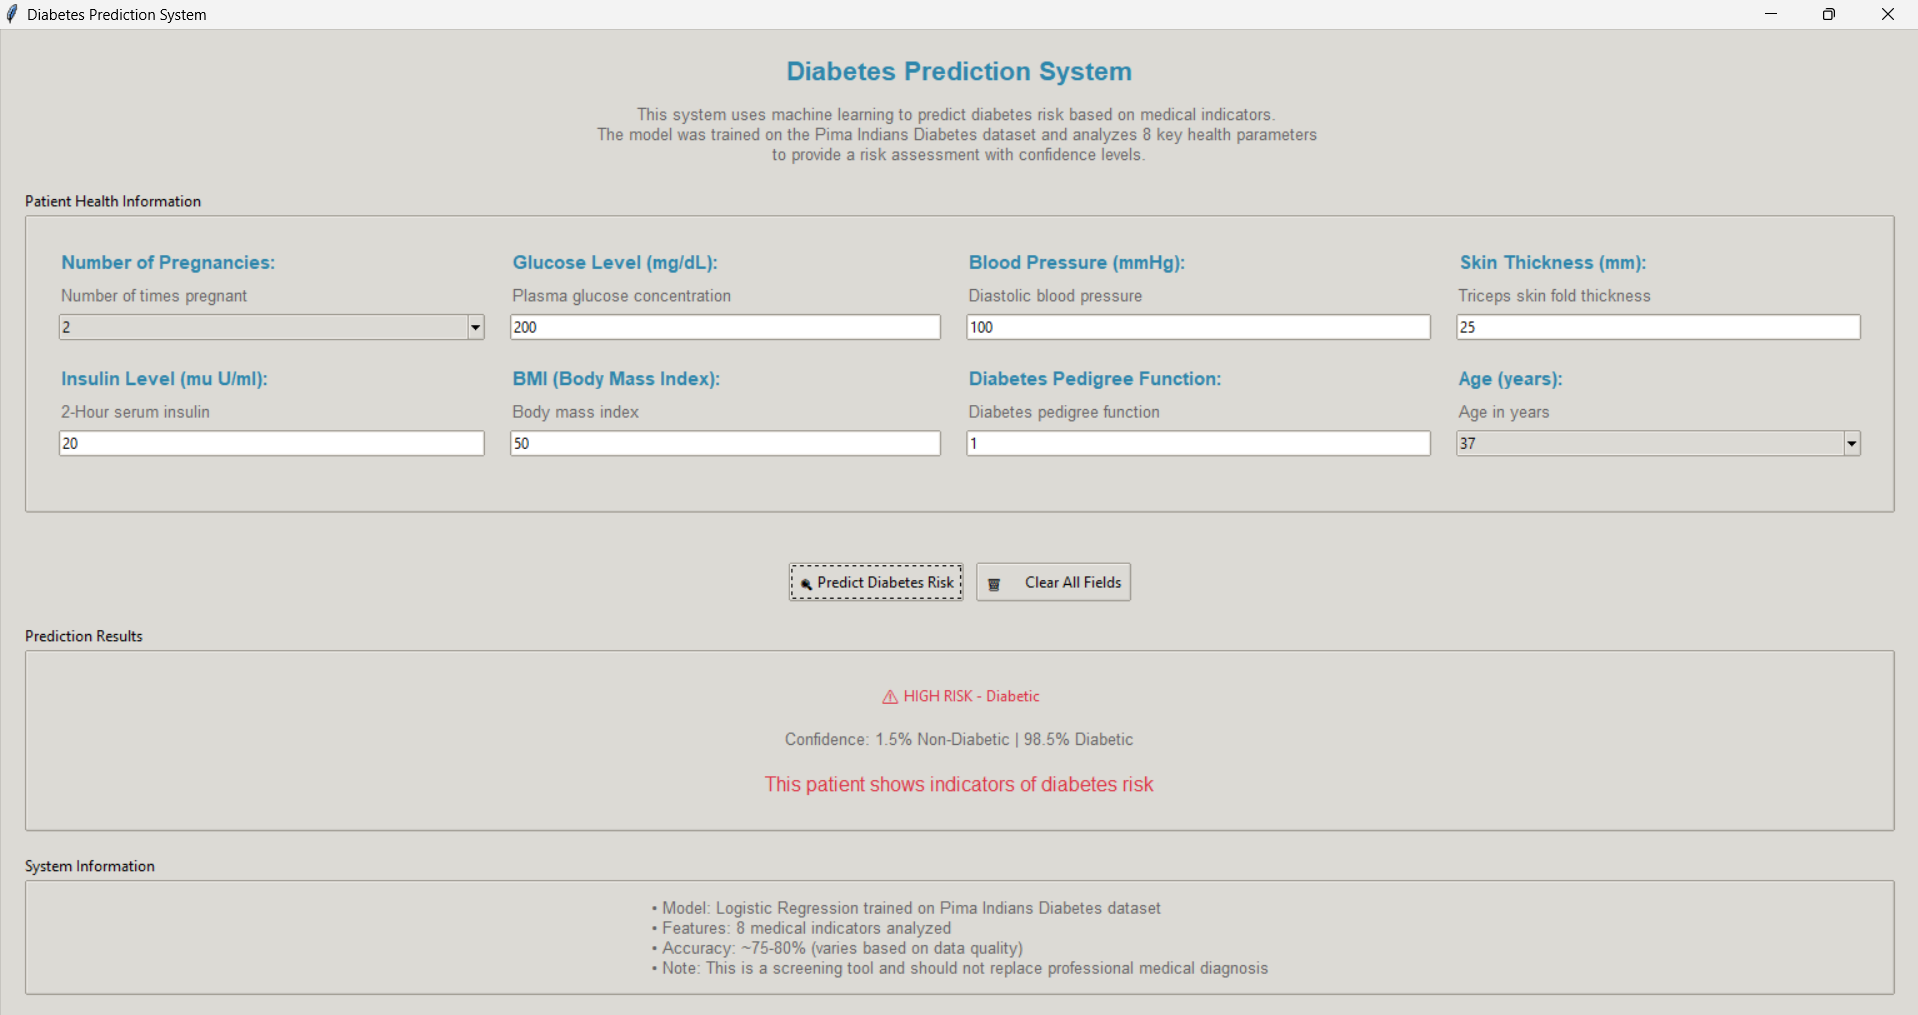 Diabetes Prediction System
Diabetes Prediction System
This system uses machine learning to predict diabetes risk based on medical indicators.
The model was trained on the Pima Indians Diabetes dataset and analyzes 8 key health parameters
to provide a risk assessment with confidence levels.
Patient Health Information
Number of Pregnancies:
Number of times pregnant
2
Glucose Level (mg/dL):
Plasma glucose concentration
200
Blood Pressure (mmHg):
Diastolic blood pressure
100
Skin Thickness (mm):
Triceps skin fold thickness
25
Insulin Level (mu U/ml):
2-Hour serum insulin
20
BMI (Body Mass Index):
Body mass index
50
Diabetes Pedigree Function:
Diabetes pedigree function
1
Age (years):
Age in years
37
Predict Diabetes Risk
Clear All Fields
Prediction Results
⚠ HIGH RISK - Diabetic
Confidence: 1.5% Non-Diabetic | 98.5% Diabetic
This patient shows indicators of diabetes risk
System Information
• Model: Logistic Regression trained on Pima Indians Diabetes dataset
• Features: 8 medical indicators analyzed
• Accuracy: ~75-80% (varies based on data quality)
• Note: This is a screening tool and should not replace professional medical diagnosis